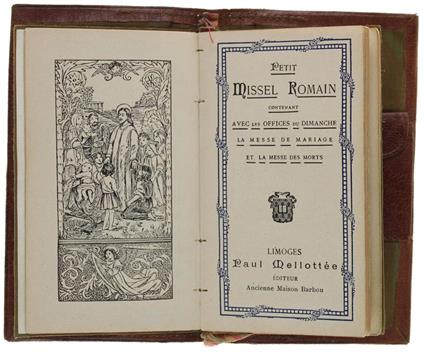 PETIT
MISSEL ROMAIN
CONTENANT
AVEC LES OFFICES DU DIMANCHE
LA MESSE DE MARIAGE
ET LA MESSE DES MORTS
LIMOGES
Paul Mellottée
ÉDITEUR
Ancienne Maison Barbou